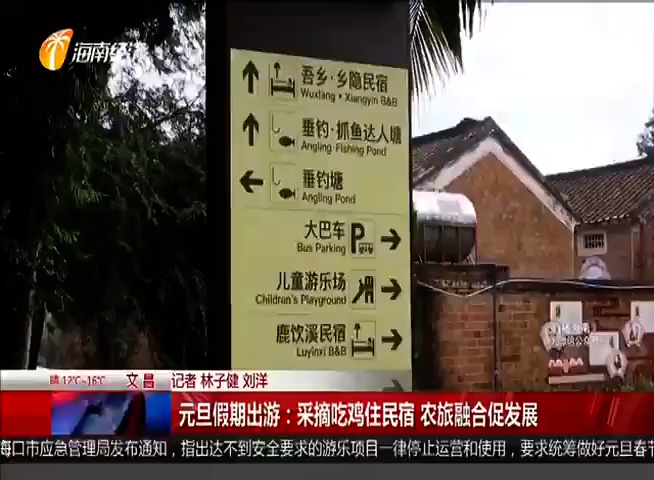 海南经济
吾乡·乡隐民宿
Wuxiang · Xiangyin B&B
垂钓·抓鱼达人塘
Angling·Fishing Pond
垂钓塘
Angling Pond
大巴车
Bus Parking
P
儿童游乐场
Children's Playground
鹿饮溪民宿
Luyinxi B&B
晴 12℃~16℃ 文昌 记者 林子健 刘洋
元旦假期出游：采摘吃鸡住民宿 农旅融合促发展
海口市应急管理局发布通知，指出达不到安全要求的游乐项目一律停止运营和使用，要求统筹做好元旦春节